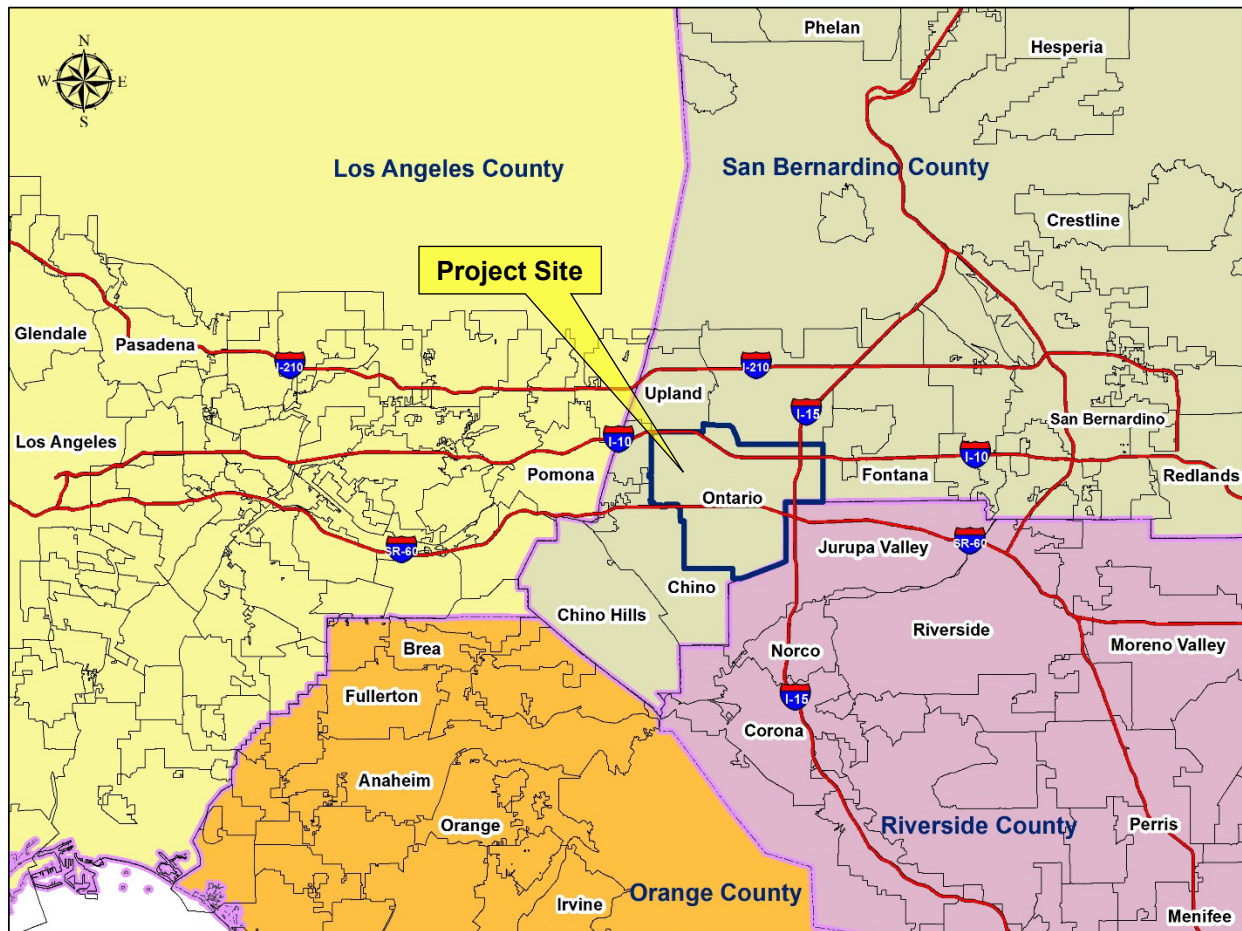 Phelan
Hesperia
N
W E
S
Los Angeles County
San Bernardino County
Crestline
Project Site
Glendale
Pasadena
I-210
I-210
Upland
I-15
San Bernardino
Los Angeles
I-10
I-10
Pomona
Fontana
Redlands
Ontario
SR-60
SR-60
Jurupa Valley
Chino
Chino Hills
Riverside
Brea
Norco
Moreno Valley
Fullerton
I-15
Corona
Anaheim
Orange
Riverside County
Perris
Orange County
Irvine
Menifee